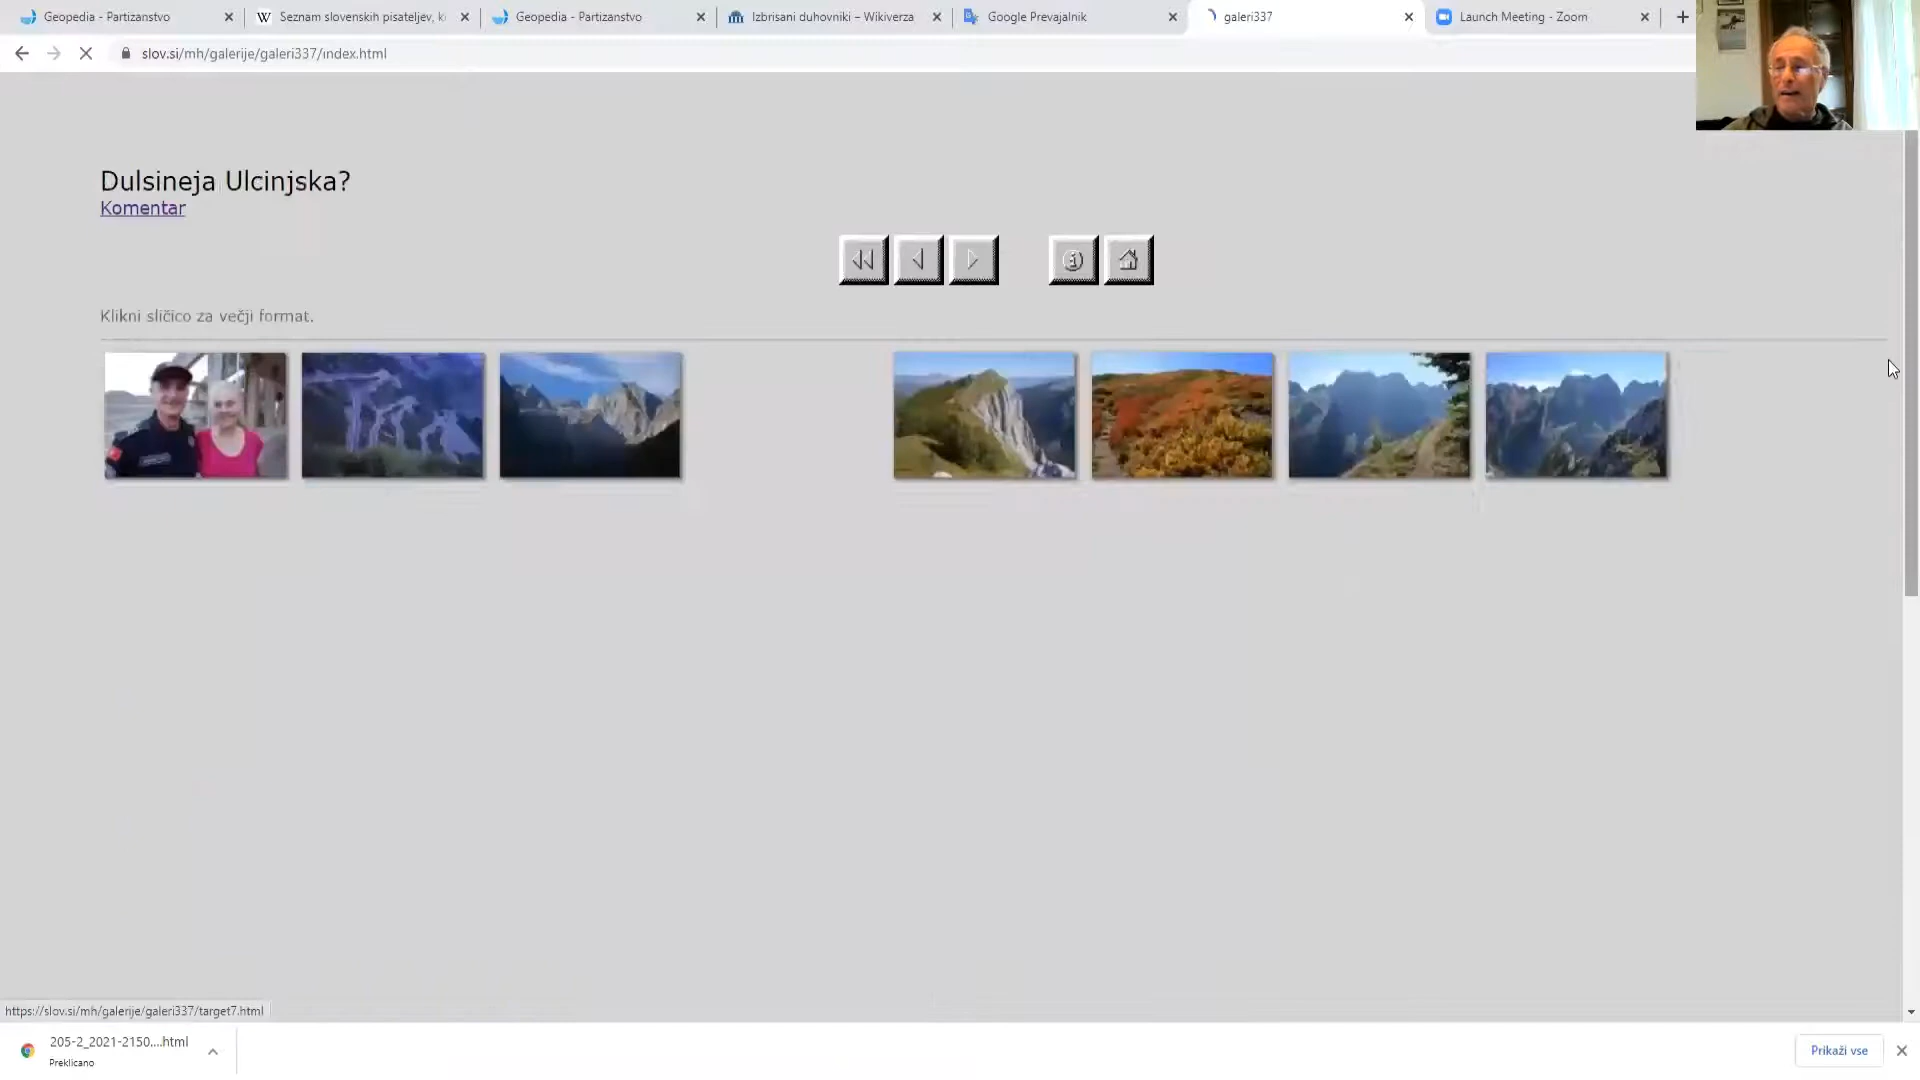 Geopedia - Partizanstvo
Seznam slovenskih pisateljev, k
Geopedia - Partizanstvo
Izbrisani duhovniki – Wikiverza
Google Prevajalnik
galeri337
Launch Meeting - Zoom
slov.si/mh/galerije/galeri337/index.html
Dulsineja Ulcinjska?
Komentar
Klikni sličico za večji format.
https://slov.si/mh/galerije/galeri337/target7.html
205-2_2021-2150....html
Preklicano
Prikaži vse